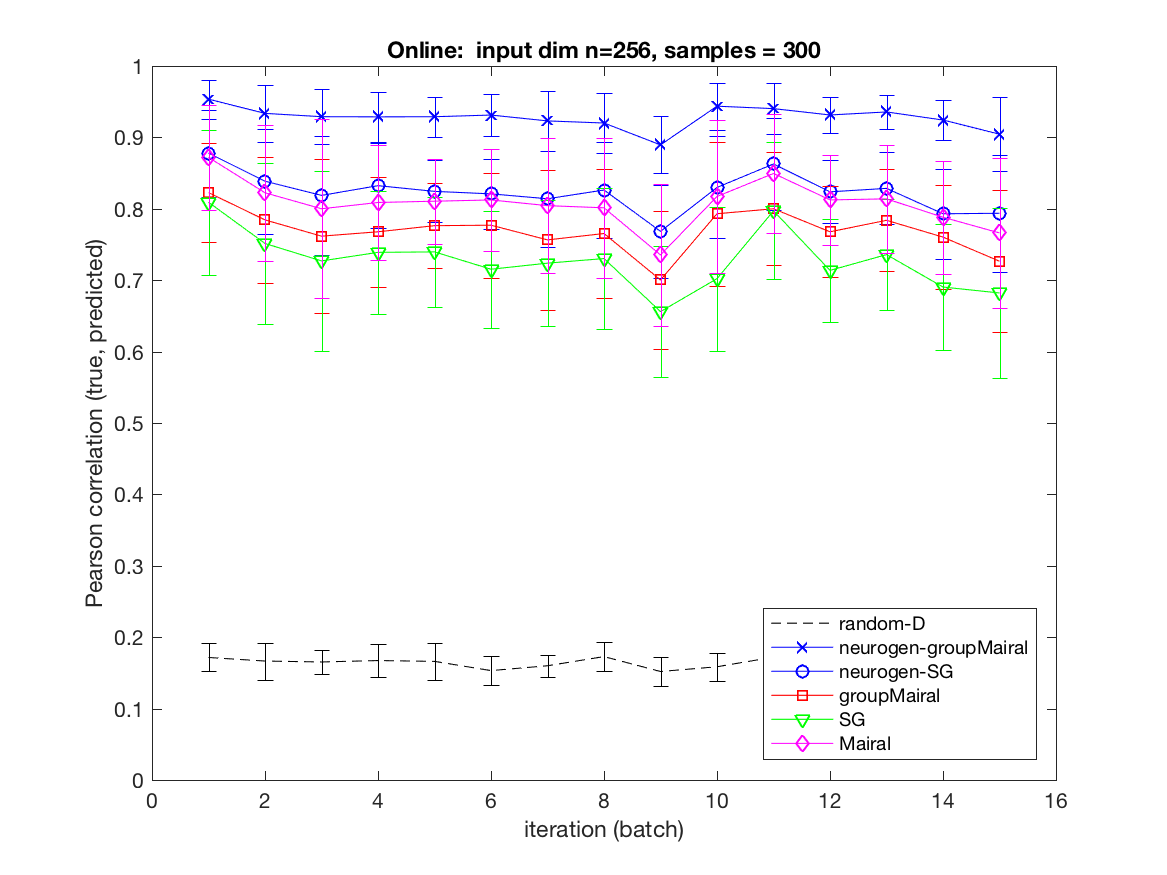 Online: input dim n=256, samples = 300
1
0.9
0.8
0.7
0.6
0.5
0.4
0.3
0.2
0.1
0
Pearson correlation (true, predicted)
random-D
neurogen-groupMairal
neurogen-SG
groupMairal
SG
Mairal
0 2 4 6 8 10 12 14 16
iteration (batch)